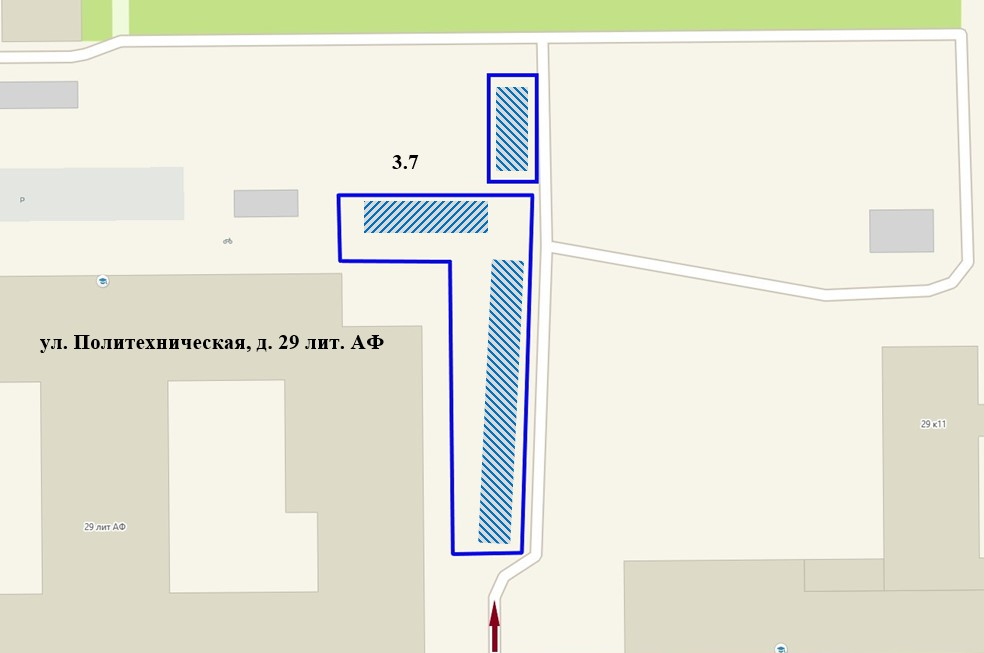 3.7
P
ул. Политехническая, д. 29 лит. АФ
29 к11
29 лит АФ